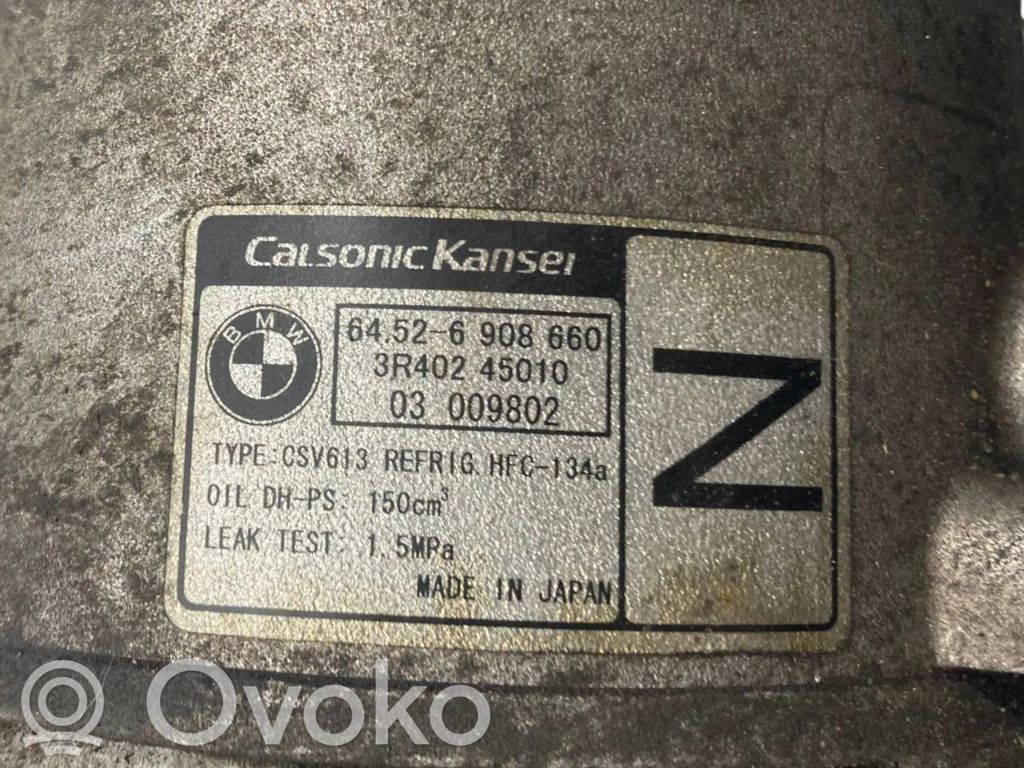 CalsonicKansei
BMW
64.52-6 908 660
3R402 45010
03 009802
TYPE:CSV613 REFRIG.HFC-134a
OIL DH-PS: 150cm³
LEAK TEST: 1.5MPa
MADE IN JAPAN
Z
Ovoko